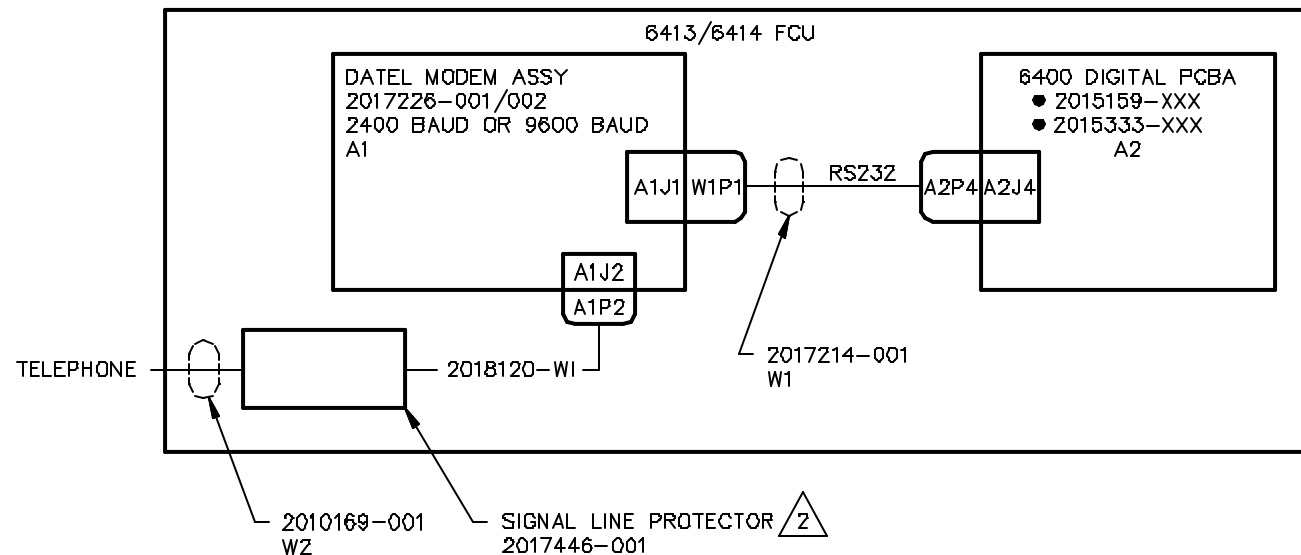 6413/6414 FCU
DATEL MODEM ASSY
2017226-001/002
2400 BAUD OR 9600 BAUD
A1
6400 DIGITAL PCBA
● 2015159-XXX
● 2015333-XXX
A2
A1J1
W1P1
RS232
A2P4
A2J4
A1J2
A1P2
TELEPHONE
2018120-WI
2017214-001
W1
2010169-001
W2
SIGNAL LINE PROTECTOR
2
2017446-001